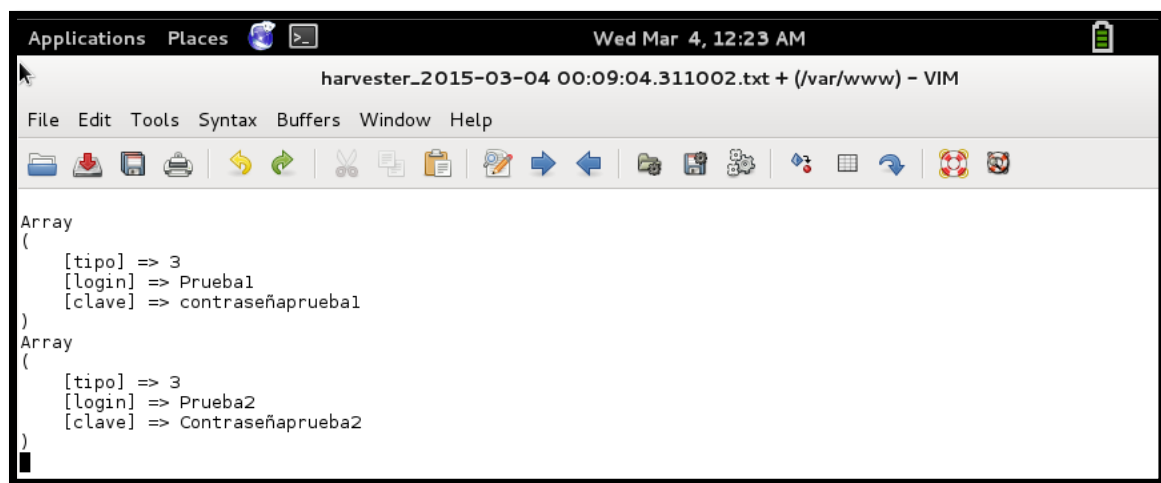 Applications Places Wed Mar 4, 12:23 AM
harvester_2015-03-04 00:09:04.311002.txt + (/var/www) - VIM
File Edit Tools Syntax Buffers Window Help
Array
(
    [tipo] => 3
    [login] => Prueba1
    [clave] => contraseñaprueba1
)
Array
(
    [tipo] => 3
    [login] => Prueba2
    [clave] => Contraseñaprueba2
)